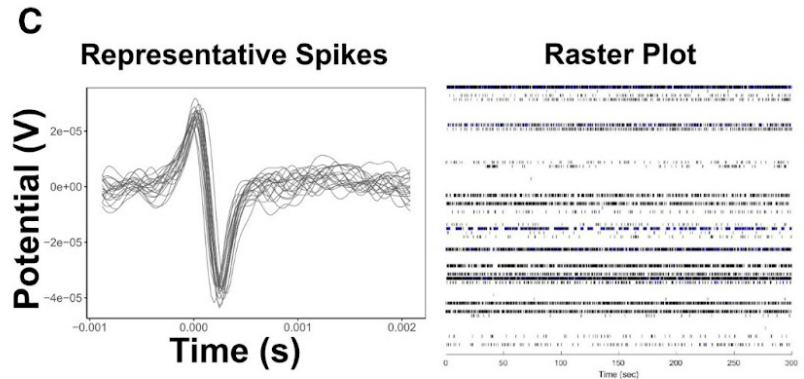 C
Representative Spikes
Raster Plot
Potential (V)
2e−05
0e+00
−2e−05
−4e−05
−0.001 0.000 0.001 0.002
Time (s)
0 50 100 150 200 250 300
Time (sec)